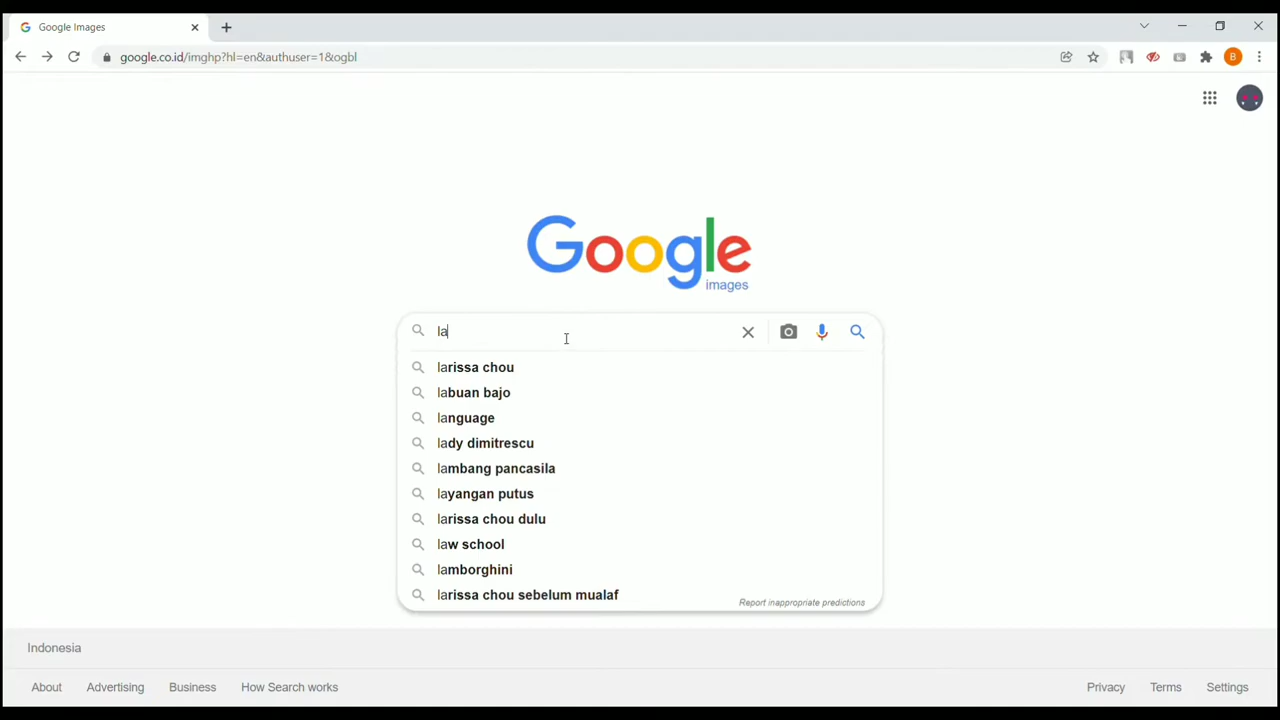 Google Images
google.co.id/imghp?hl=en&authuser=1&ogbl
B
Google
images
la
larissa chou
labuan bajo
language
lady dimitrescu
lambang pancasila
layangan putus
larissa chou dulu
law school
lamborghini
larissa chou sebelum mualaf
Report inappropriate predictions
Indonesia
About Advertising Business How Search works Privacy Terms Settings